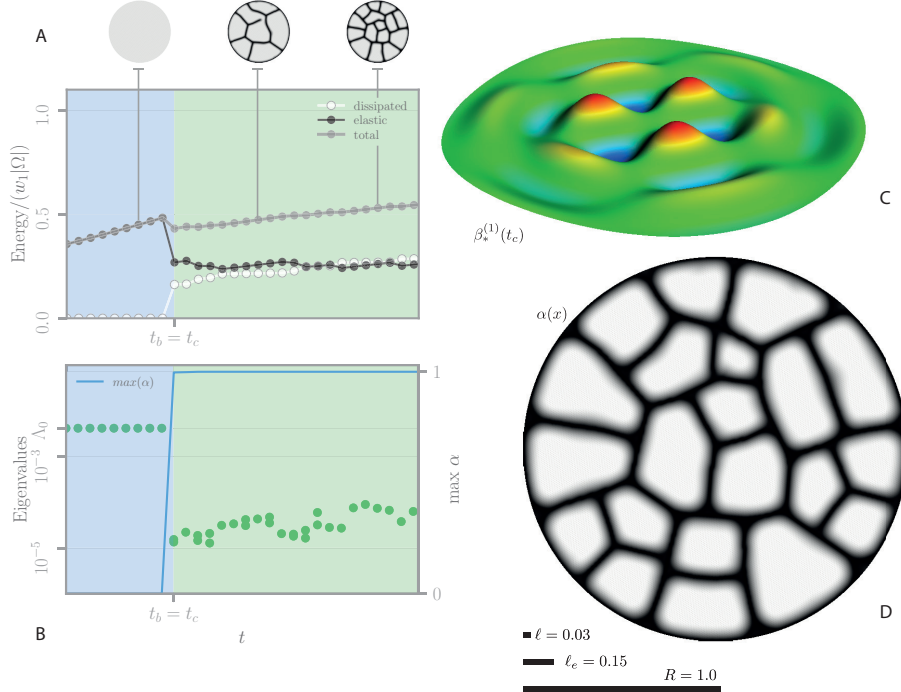 A
1.0
0.5
0.0
Energy/(w₁|Ω|)
dissipated
elastic
total
t_b = t_c
β_*^{(1)}(t_c)
C
max(α)
Λ₀
10⁻³
10⁻⁵
Eigenvalues
1
0
max α
t_b = t_c
t
B
α(x)
D
ℓ = 0.03
ℓ_e = 0.15
R = 1.0